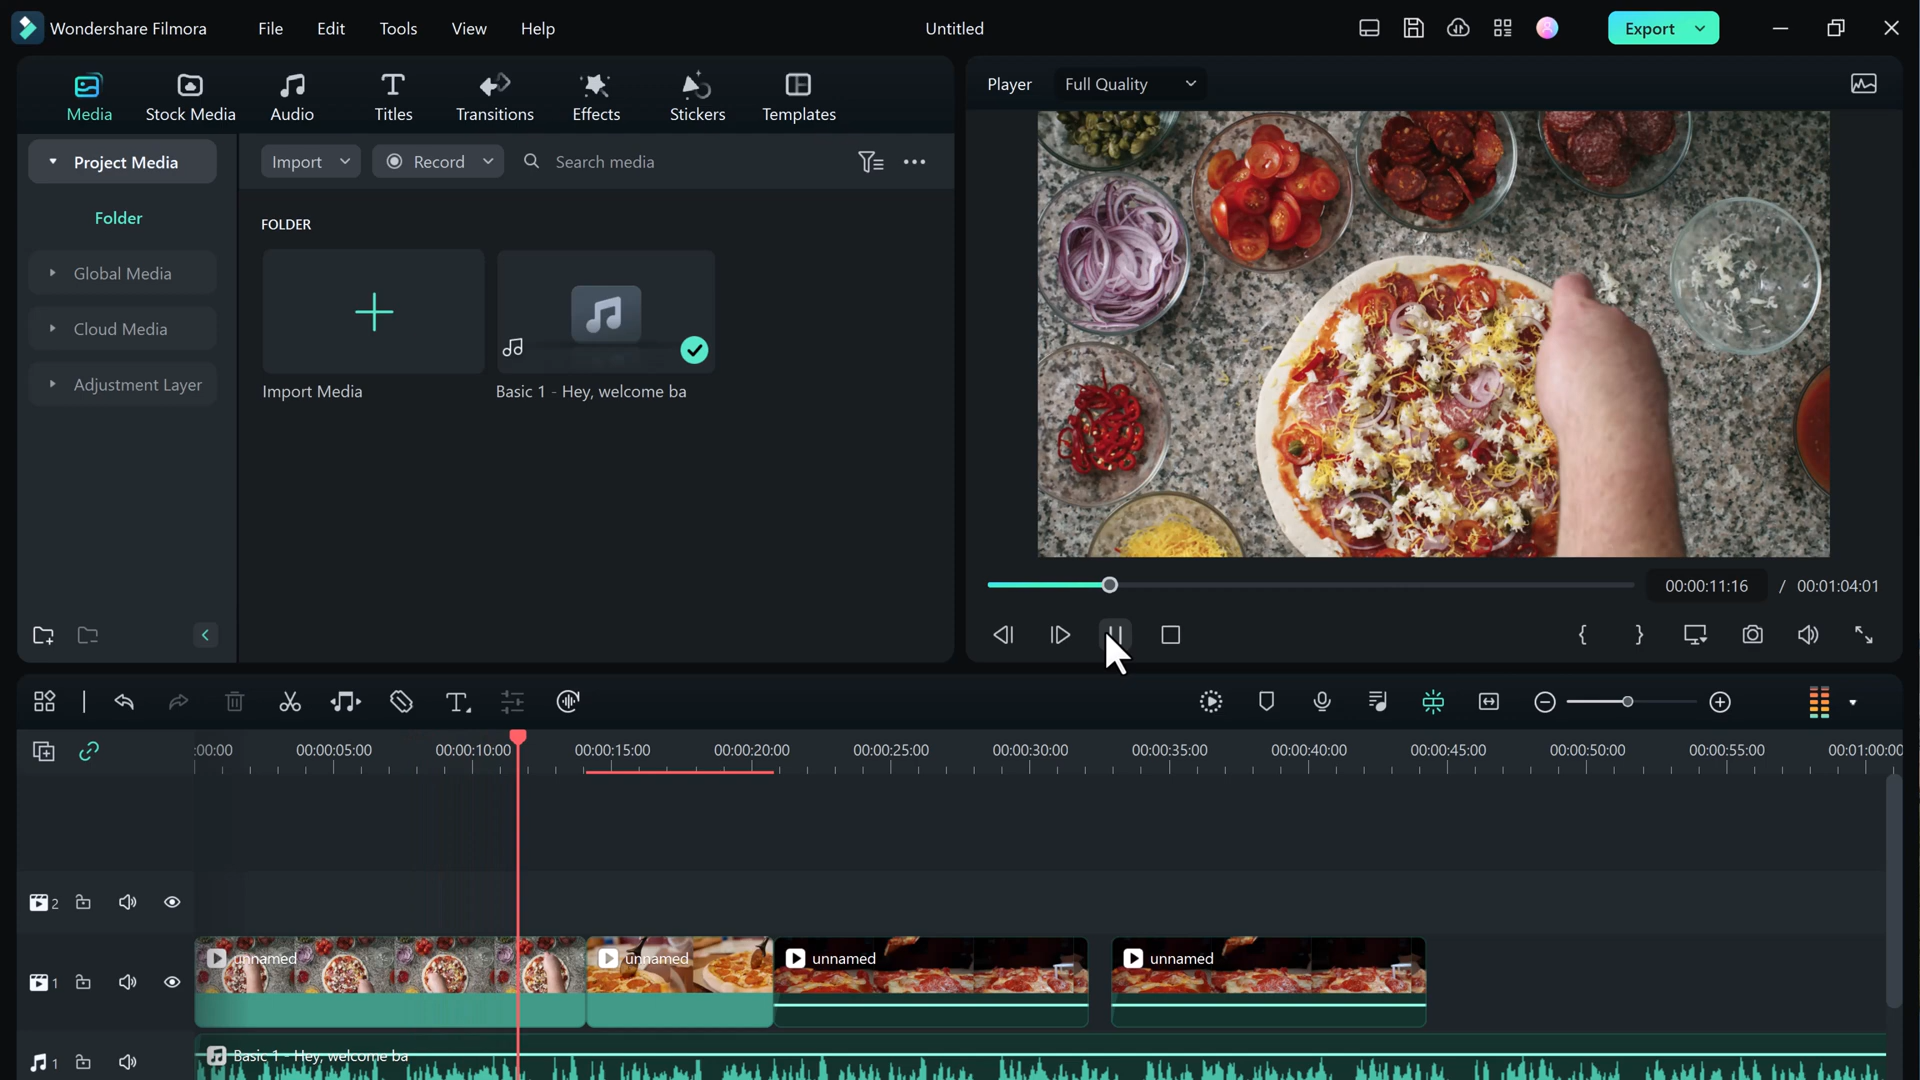 Wondershare Filmora
File
Edit
Tools
View
Help
Untitled
Export
Media
Stock Media
Audio
Titles
Transitions
Effects
Stickers
Templates
Player
Full Quality
Project Media
Import
Record
Search media
Folder
FOLDER
Global Media
Cloud Media
Adjustment Layer
Import Media
Basic 1 - Hey, welcome ba
00:00:11:16 / 00:01:04:01
:00:00
00:00:05:00
00:00:10:00
00:00:15:00
00:00:20:00
00:00:25:00
00:00:30:00
00:00:35:00
00:00:40:00
00:00:45:00
00:00:50:00
00:00:55:00
00:01:00:00
2
1
unnamed
unnamed
unnamed
unnamed
1
Basic 1 - Hey, welcome ba